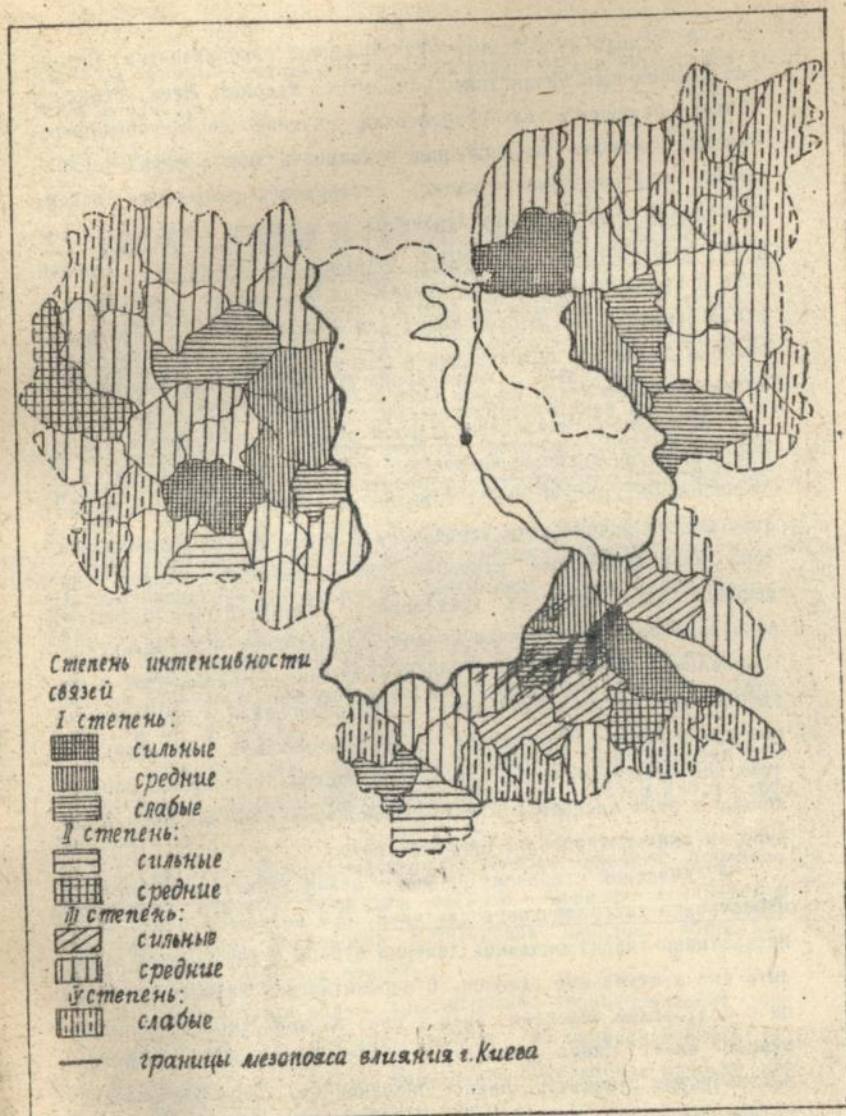 Степень интенсивности
связей
I степень:
сильные
средние
слабые
II степень:
сильные
средние
III степень:
сильные
средние
IV степень:
слабые
границы мезопояса влияния г. Киева